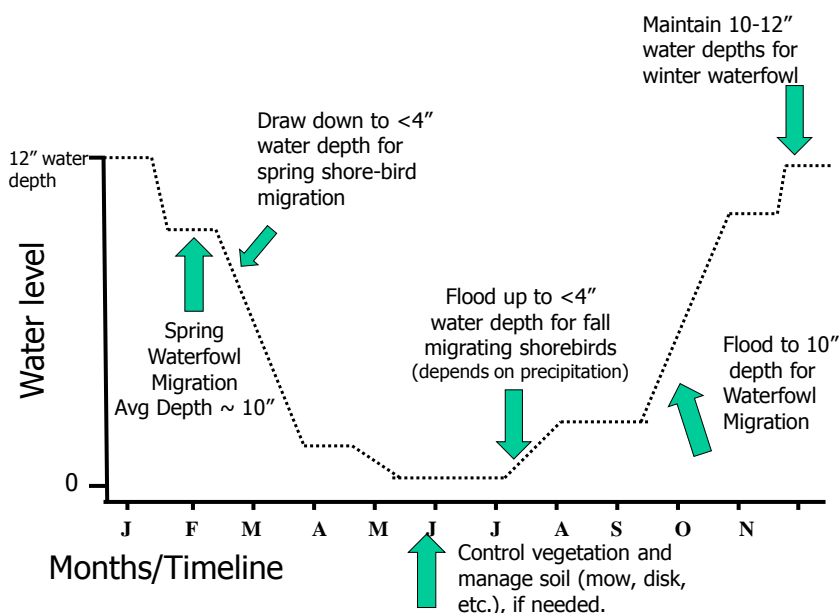 Maintain 10-12”
water depths for
winter waterfowl
Draw down to <4”
water depth for
spring shore-bird
migration
12” water
depth
Water level
Spring
Waterfowl
Migration
Avg Depth ~ 10”
Flood up to <4”
water depth for fall
migrating shorebirds
(depends on precipitation)
Flood to 10”
depth for
Waterfowl
Migration
0
J F M A M J J A S O N
Months/Timeline
Control vegetation and
manage soil (mow, disk,
etc.), if needed.